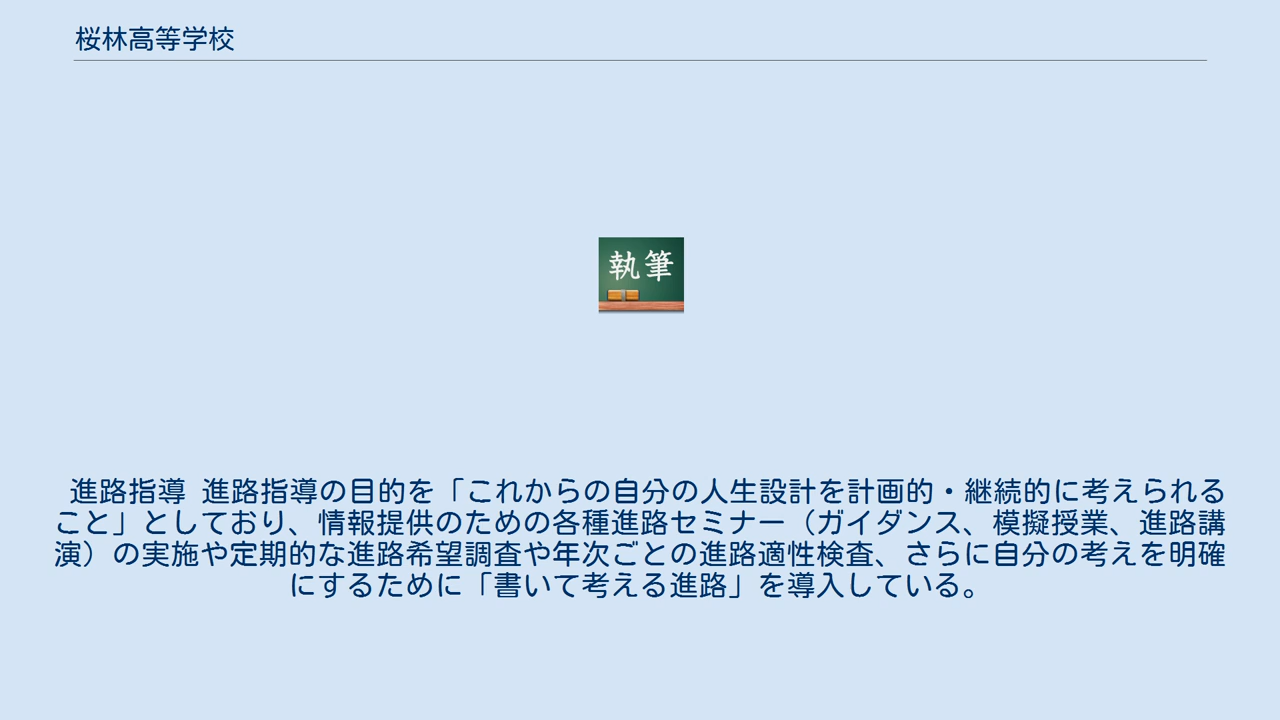 桜林高等学校
執筆
進路指導 進路指導の目的を「これからの自分の人生設計を計画的・継続的に考えられる
こと」としており、情報提供のための各種進路セミナー（ガイダンス、模擬授業、進路講
演）の実施や定期的な進路希望調査や年次ごとの進路適性検査、さらに自分の考えを明確
にするために「書いて考える進路」を導入している。